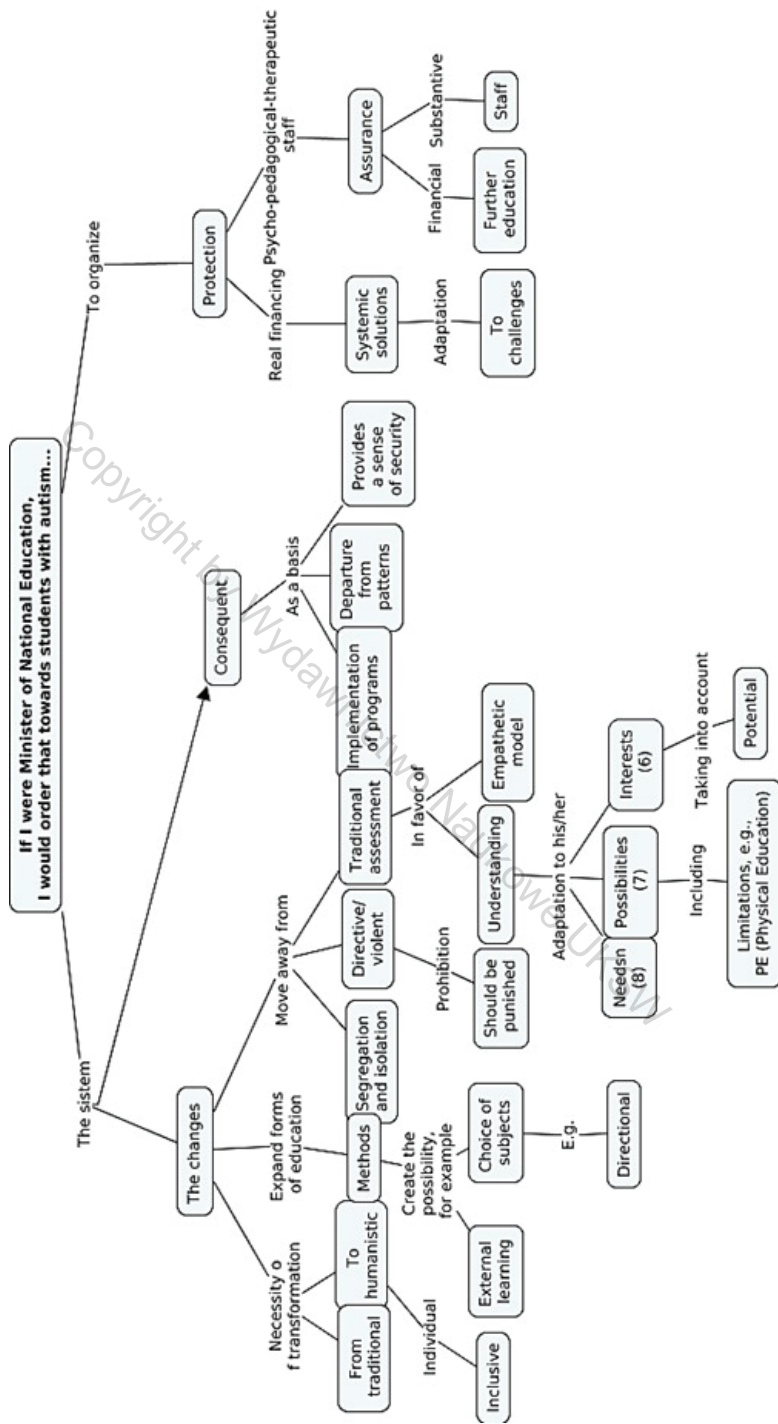 If I were Minister of National Education,
I would order that towards students with autism...
The sistem
To organize
Consequent
Protection
The changes
As a basis
Real financing
Psycho-pedagogical-therapeutic
staff
Necessity o
f transformation
Expand forms
of education
Move away from
From
traditional
To
humanistic
Methods
Segregation
and isolation
Directive/
violent
Traditional
assessment
Implementation
of programs
Departure
from
patterns
Provides
a sense
of security
Systemic
solutions
Assurance
Individual
Create the
possibility,
for example
Prohibition
In favor of
Adaptation
Financial
Substantive
Inclusive
External
learning
Choice of
subjects
Should be
punished
Understanding
Empathetic
model
To
challenges
Further
education
Staff
E.g.
Adaptation to his/her
Directional
Needsn
(8)
Possibilities
(7)
Interests
(6)
Including
Taking into account
Limitations, e.g.,
PE (Physical Education)
Potential
Copyright by Wydawnictwo Naukowe UKSW